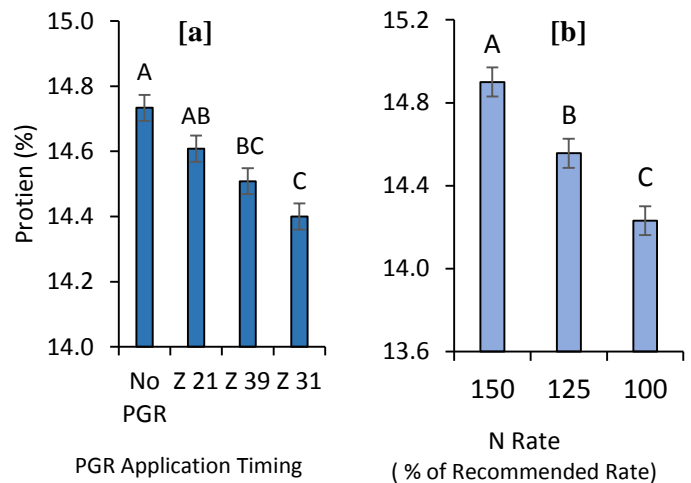 [a]
Protien (%)
15.0
14.8
14.6
14.4
14.2
14.0
A
AB
BC
C
No PGR
Z 21
Z 39
Z 31
PGR Application Timing
[b]
15.2
14.8
14.4
14.0
13.6
A
B
C
150
125
100
N Rate
( % of Recommended Rate)